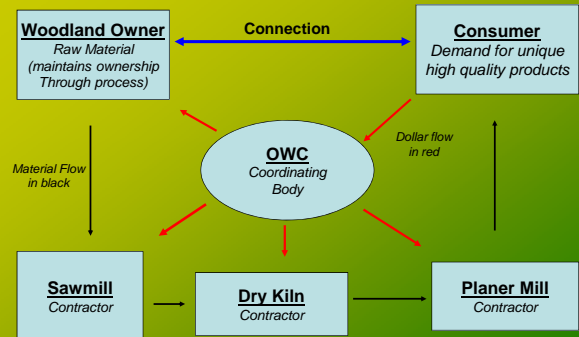 Woodland Owner
Raw Material
(maintains ownership
Through process)
Connection
Consumer
Demand for unique
high quality products
Material Flow
in black
OWC
Coordinating
Body
Dollar flow
in red
Sawmill
Contractor
Dry Kiln
Contractor
Planer Mill
Contractor